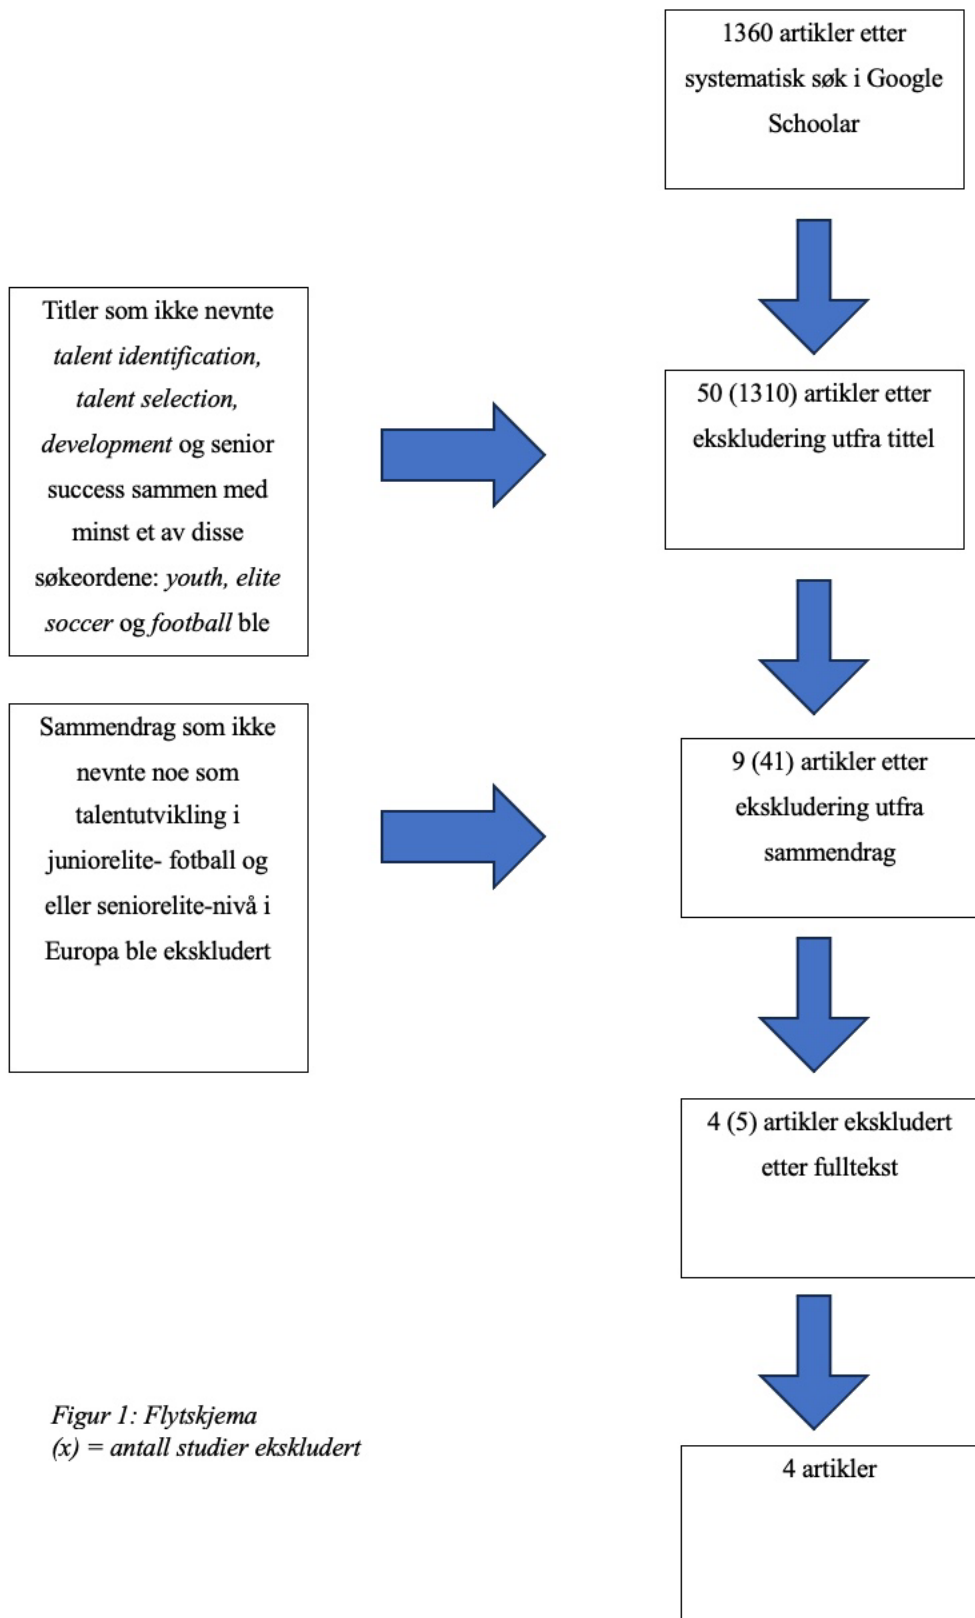 1360 artikler etter
systematisk søk i Google
Schoolar
Titler som ikke nevnte
talent identification,
talent selection,
development og senior
success sammen med
minst et av disse
søkeordene: youth, elite
soccer og football ble
50 (1310) artikler etter
ekskludering utfra tittel
Sammendrag som ikke
nevnte noe som
talentutvikling i
juniorelite- fotball og
eller seniorelite-nivå i
Europa ble ekskludert
9 (41) artikler etter
ekskludering utfra
sammendrag
4 (5) artikler ekskludert
etter fulltekst
4 artikler
Figur 1: Flytskjema
(x) = antall studier ekskludert